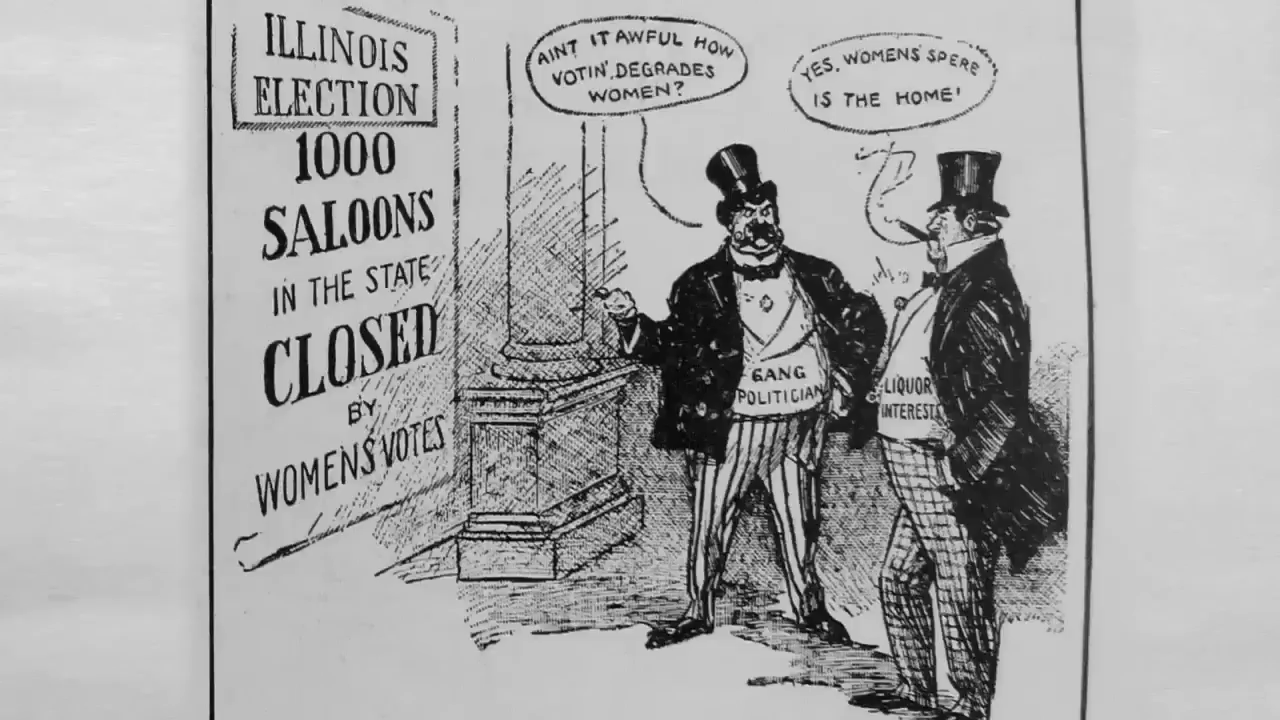 ILLINOIS
ELECTION
1000
SALOONS
IN THE STATE
CLOSED
BY
WOMENS VOTES
AINT IT AWFUL HOW
VOTIN', DEGRADES
WOMEN?
YES, WOMENS' SPERE
IS THE HOME!
GANG
POLITICIAN
LIQUOR
INTERESTS